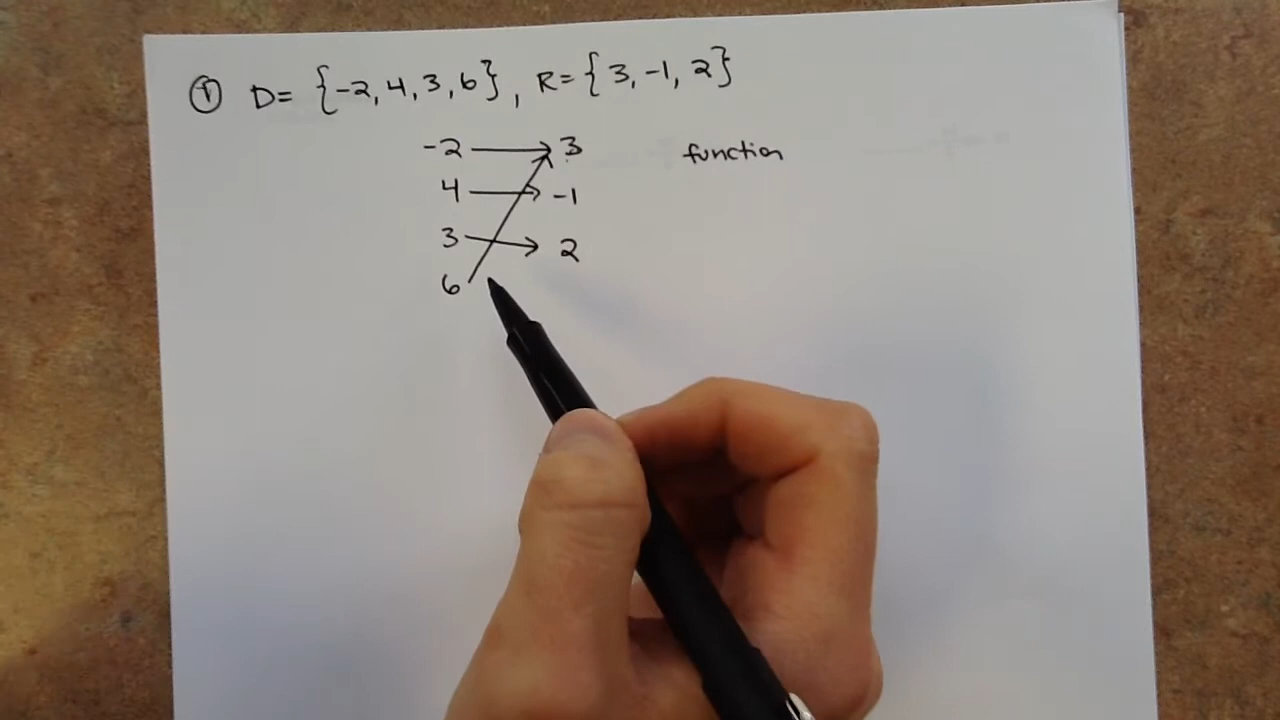 ① D= {-2, 4, 3, 6}, R= {3, -1, 2}
-2 → 3 function
4 → -1
3 → 2
6